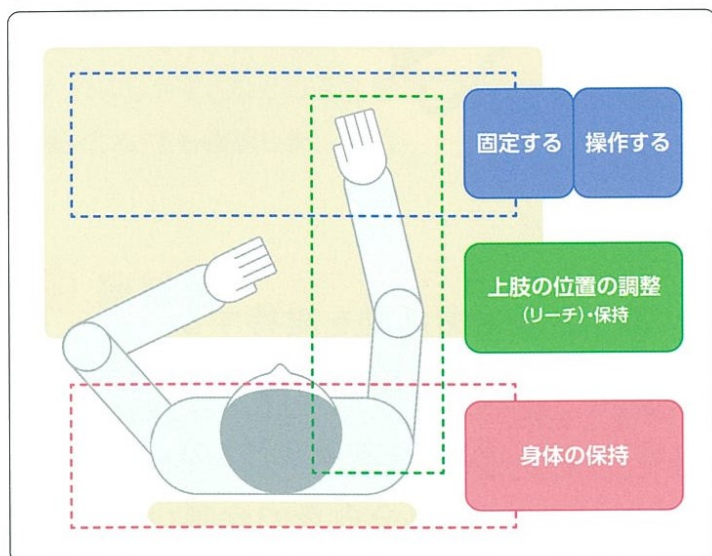 固定する
操作する
上肢の位置の調整
(リーチ)・保持
身体の保持